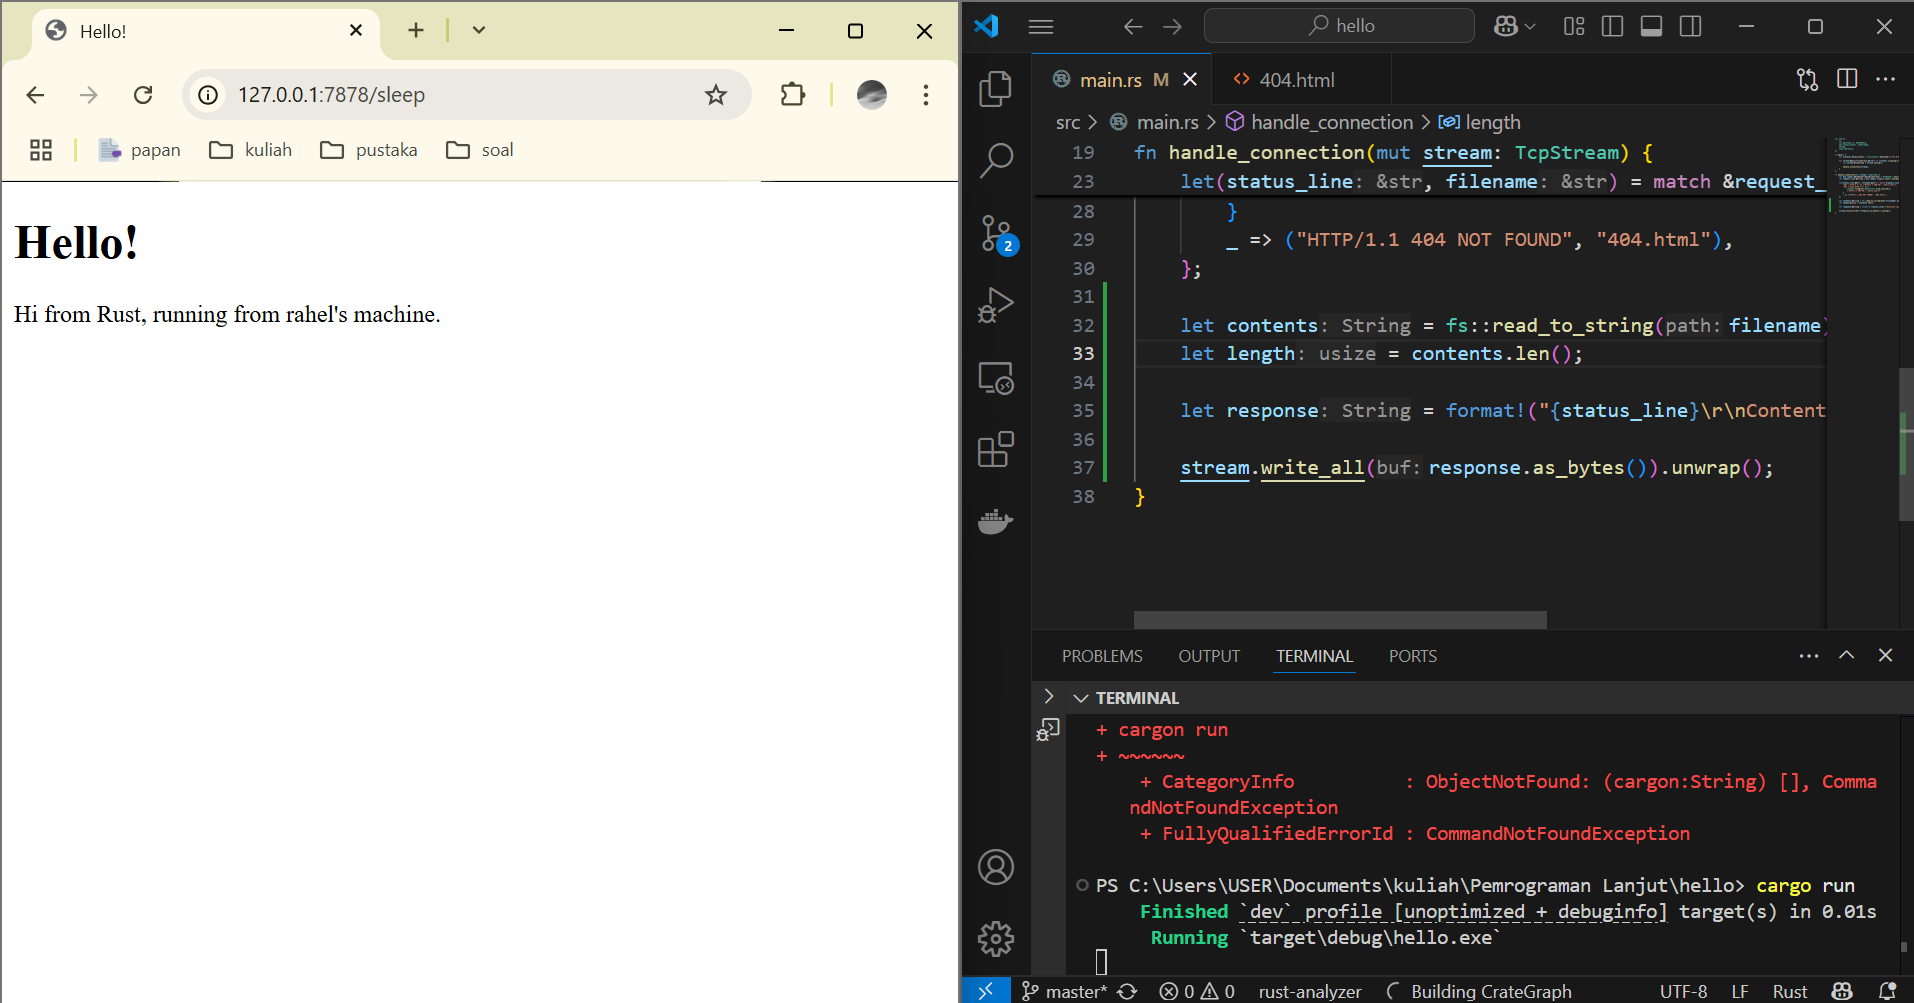 Hello!
127.0.0.1:7878/sleep
papan kuliah pustaka soal
Hello!
Hi from Rust, running from rahel's machine.
hello
main.rs M 404.html
src > main.rs > handle_connection > length
19 fn handle_connection(mut stream: TcpStream) {
23 let(status_line: &str, filename: &str) = match &request_
28 }
29 _ => ("HTTP/1.1 404 NOT FOUND", "404.html"),
30 };
31
32 let contents: String = fs::read_to_string(path: filename)
33 let length: usize = contents.len();
34
35 let response: String = format!("{status_line}\r\nContent
36
37 stream.write_all(buf: response.as_bytes()).unwrap();
38 }
2
PROBLEMS OUTPUT TERMINAL PORTS
TERMINAL
+ cargon run
+ ~~~~~~
+ CategoryInfo : ObjectNotFound: (cargon:String) [], Comma
ndNotFoundException
+ FullyQualifiedErrorId : CommandNotFoundException
PS C:\Users\USER\Documents\kuliah\Pemrograman Lanjut\hello> cargo run
Finished `dev` profile [unoptimized + debuginfo] target(s) in 0.01s
Running `target\debug\hello.exe`
master* 0 0 rust-analyzer Building CrateGraph UTF-8 LF Rust